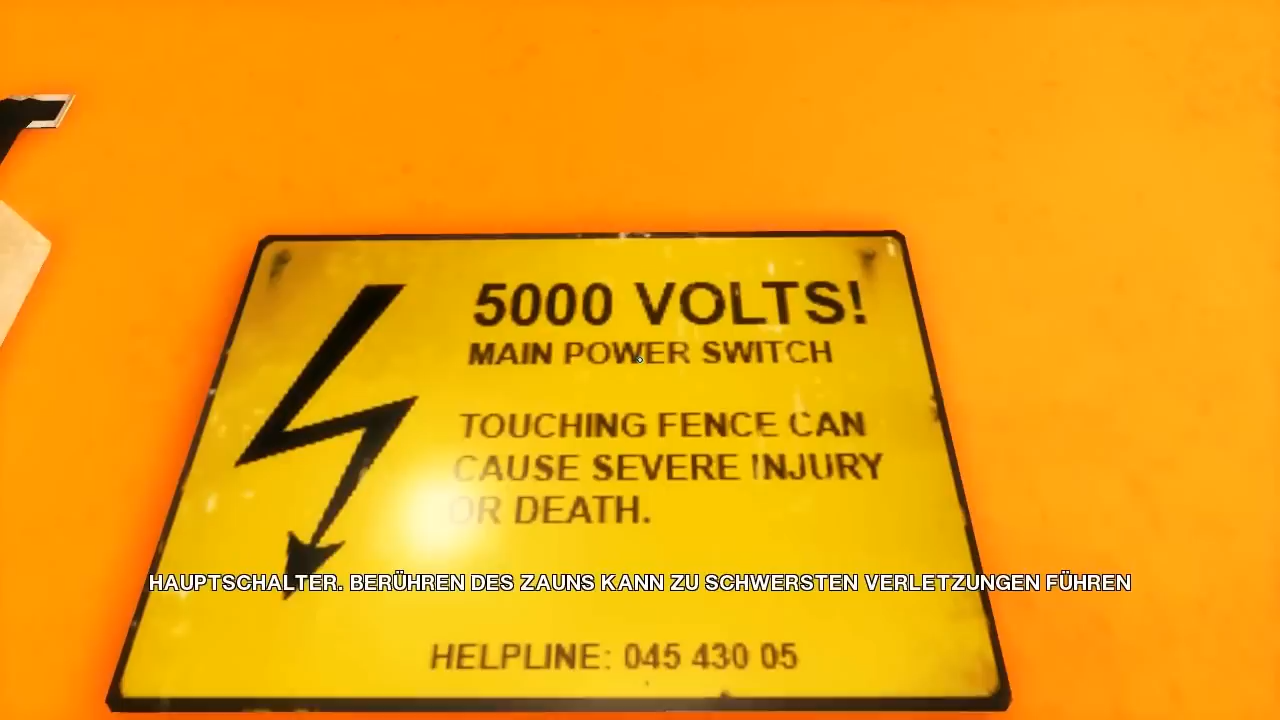 5000 VOLTS!
MAIN POWER SWITCH
TOUCHING FENCE CAN
CAUSE SEVERE INJURY
OR DEATH.
HAUPTSCHALTER. BERÜHREN DES ZAUNS KANN ZU SCHWERSTEN VERLETZUNGEN FÜHREN
HELPLINE: 045 430 05